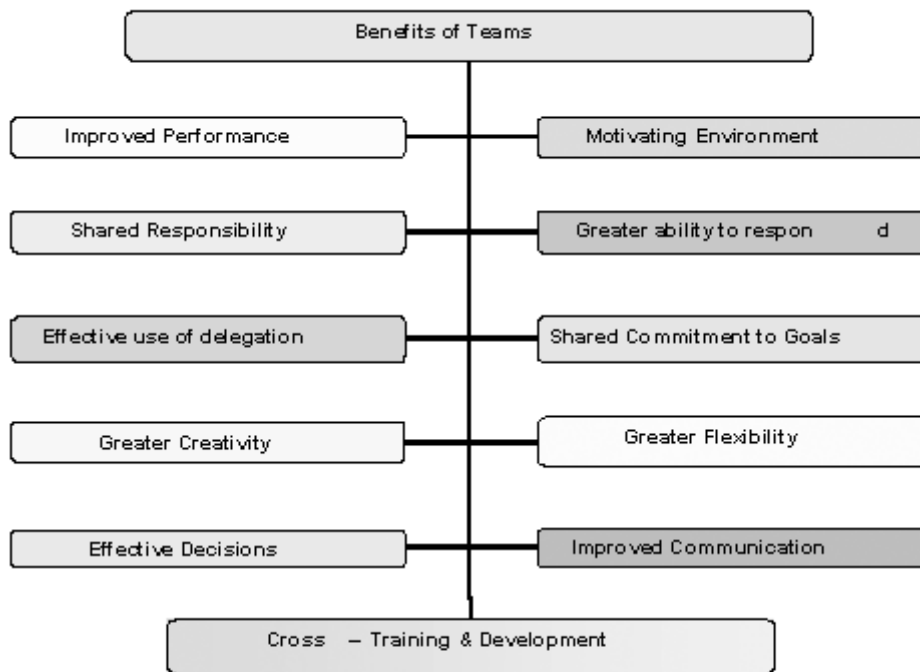 Benefits of Teams
Improved Performance
Motivating Environment
Shared Responsibility
Greater ability to respon d
Effective use of delegation
Shared Commitment to Goals
Greater Creativity
Greater Flexibility
Effective Decisions
Improved Communication
Cross – Training & Development